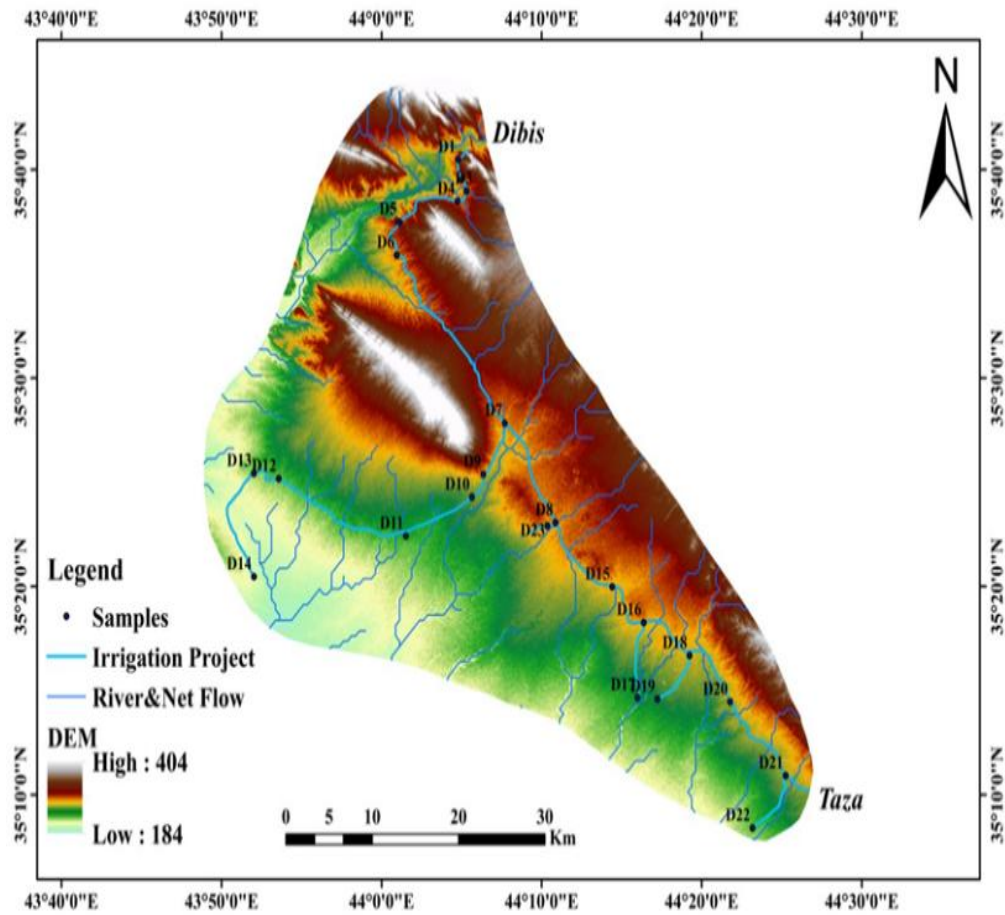 43°40'0"E 43°50'0"E 44°0'0"E 44°10'0"E 44°20'0"E 44°30'0"E
N
Dibis
D1
35°40'0"N 35°40'0"N
D4
D5
D6
35°30'0"N 35°30'0"N
D7
D13 D12 D9
D10
D8
D11 D23
D14 D15
35°20'0"N 35°20'0"N
D16
D18
D17 D19 D20
D21
Taza
D22
35°10'0"N 35°10'0"N
Legend
Samples
Irrigation Project
River&Net Flow
DEM
High : 404
Low : 184
0 5 10 20 30
Km
43°40'0"E 43°50'0"E 44°0'0"E 44°10'0"E 44°20'0"E 44°30'0"E